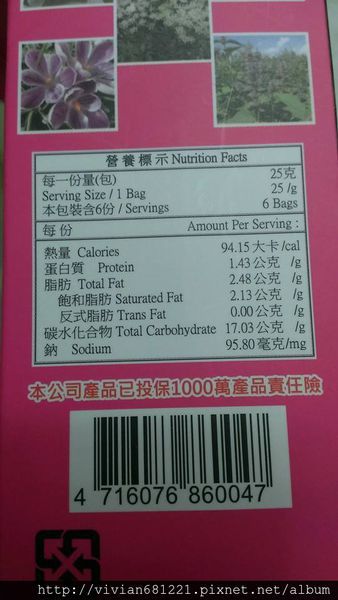 營養標示 Nutrition Facts
每一份量(包) 25克
Serving Size / 1 Bag 25 /g
本包裝含6份 / Servings 6 Bags
每 份 Amount Per Serving :
熱量 Calories 94.15 大卡/cal
蛋白質 Protein 1.43 公克 /g
脂肪 Total Fat 2.48 公克 /g
飽和脂肪 Saturated Fat 2.13 公克 /g
反式脂肪 Trans Fat 0.00 公克 /g
碳水化合物 Total Carbohydrate 17.03 公克 /g
鈉 Sodium 95.80 毫克/mg
本公司產品已投保1000萬產品責任險
4 716076 860047
http://vivian681221.pixnet.net/album